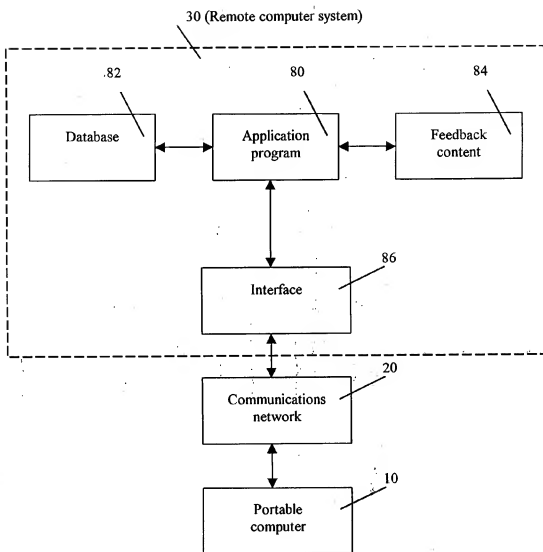 30 (Remote computer system)
82
80
84
Database
Application
program
Feedback
content
86
Interface
20
Communications
network
10
Portable
computer